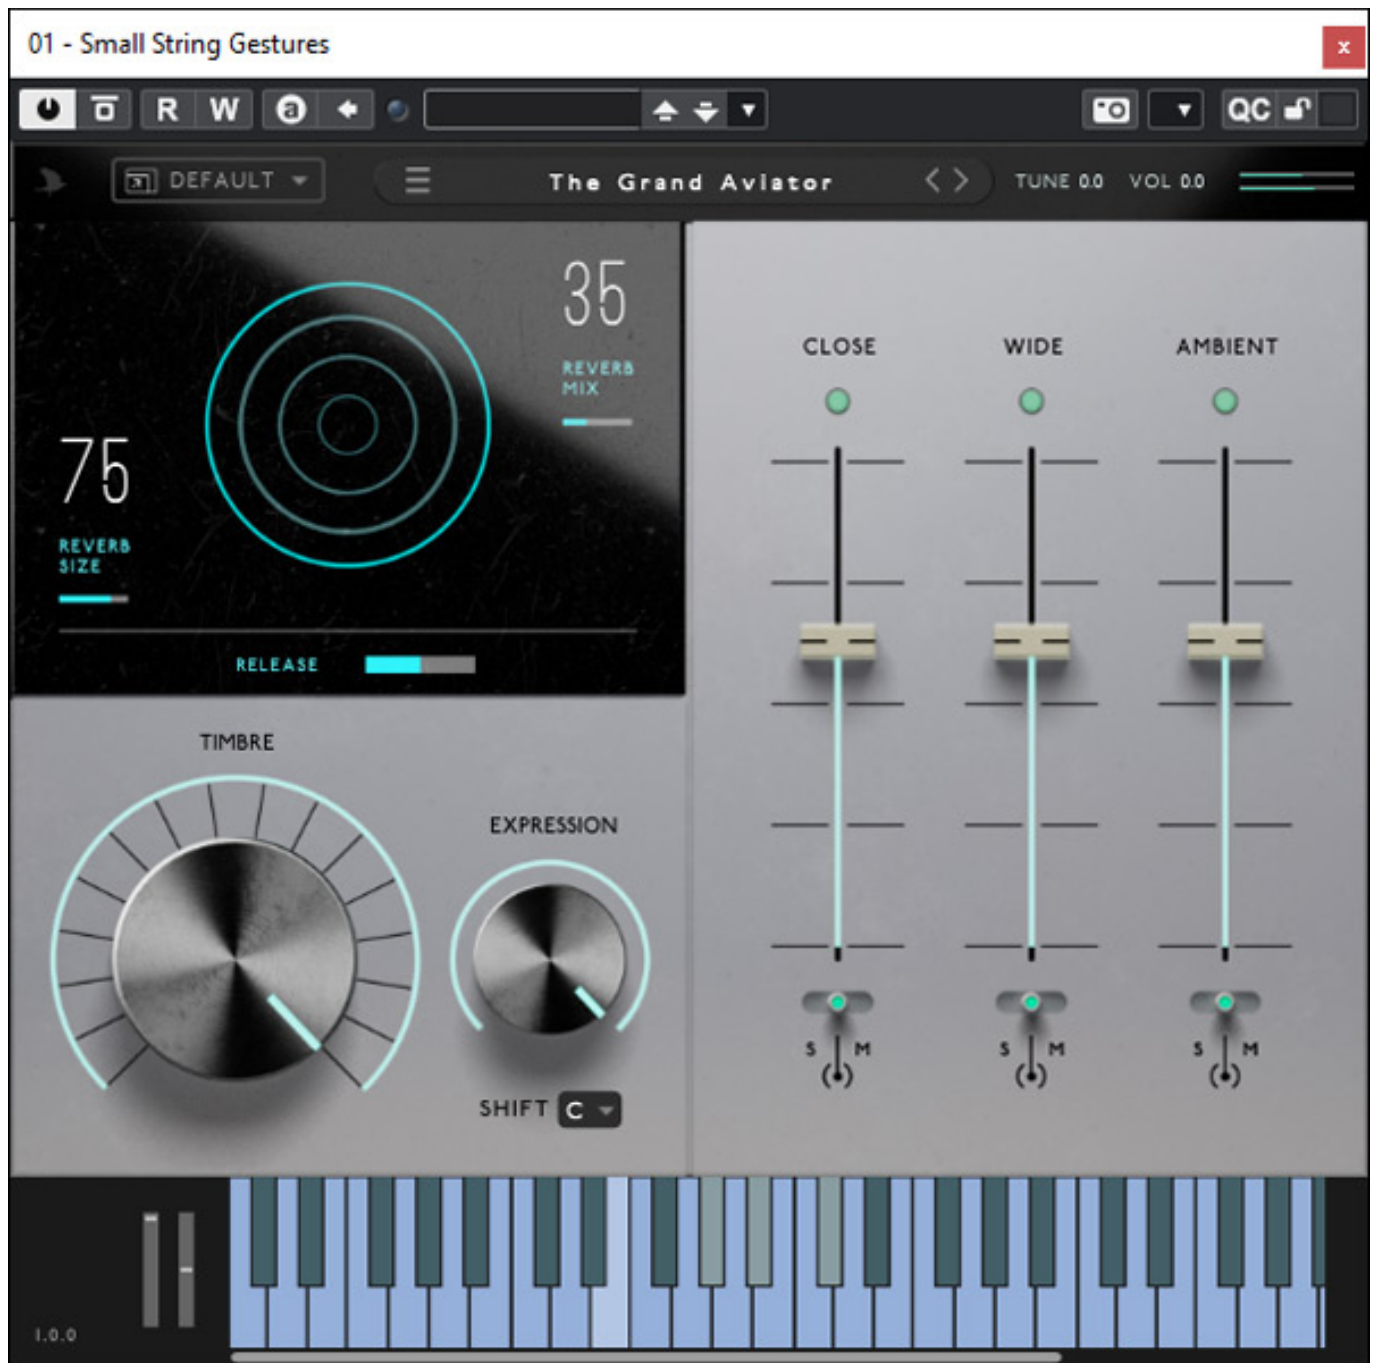 01 - Small String Gestures
x
R W a QC
DEFAULT
The Grand Aviator
TUNE 0.0 VOL 0.0
35
REVERB
MIX
75
REVERB
SIZE
RELEASE
CLOSE WIDE AMBIENT
S M S M S M
TIMBRE
EXPRESSION
SHIFT C
1.0.0